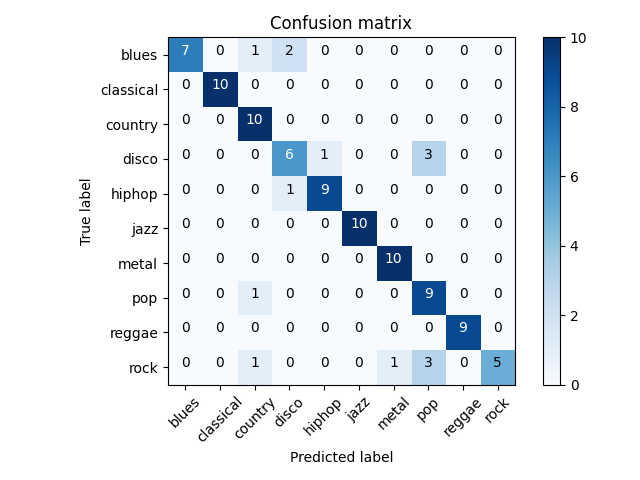 Confusion matrix
True label
blues 7 0 1 2 0 0 0 0 0 0
classical 0 10 0 0 0 0 0 0 0 0
country 0 0 10 0 0 0 0 0 0 0
disco 0 0 0 6 1 0 0 3 0 0
hiphop 0 0 0 1 9 0 0 0 0 0
jazz 0 0 0 0 0 10 0 0 0 0
metal 0 0 0 0 0 0 10 0 0 0
pop 0 0 1 0 0 0 0 9 0 0
reggae 0 0 0 0 0 0 0 0 9 0
rock 0 0 1 0 0 0 1 3 0 5
blues classical country disco hiphop jazz metal pop reggae rock
Predicted label
10
8
6
4
2
0